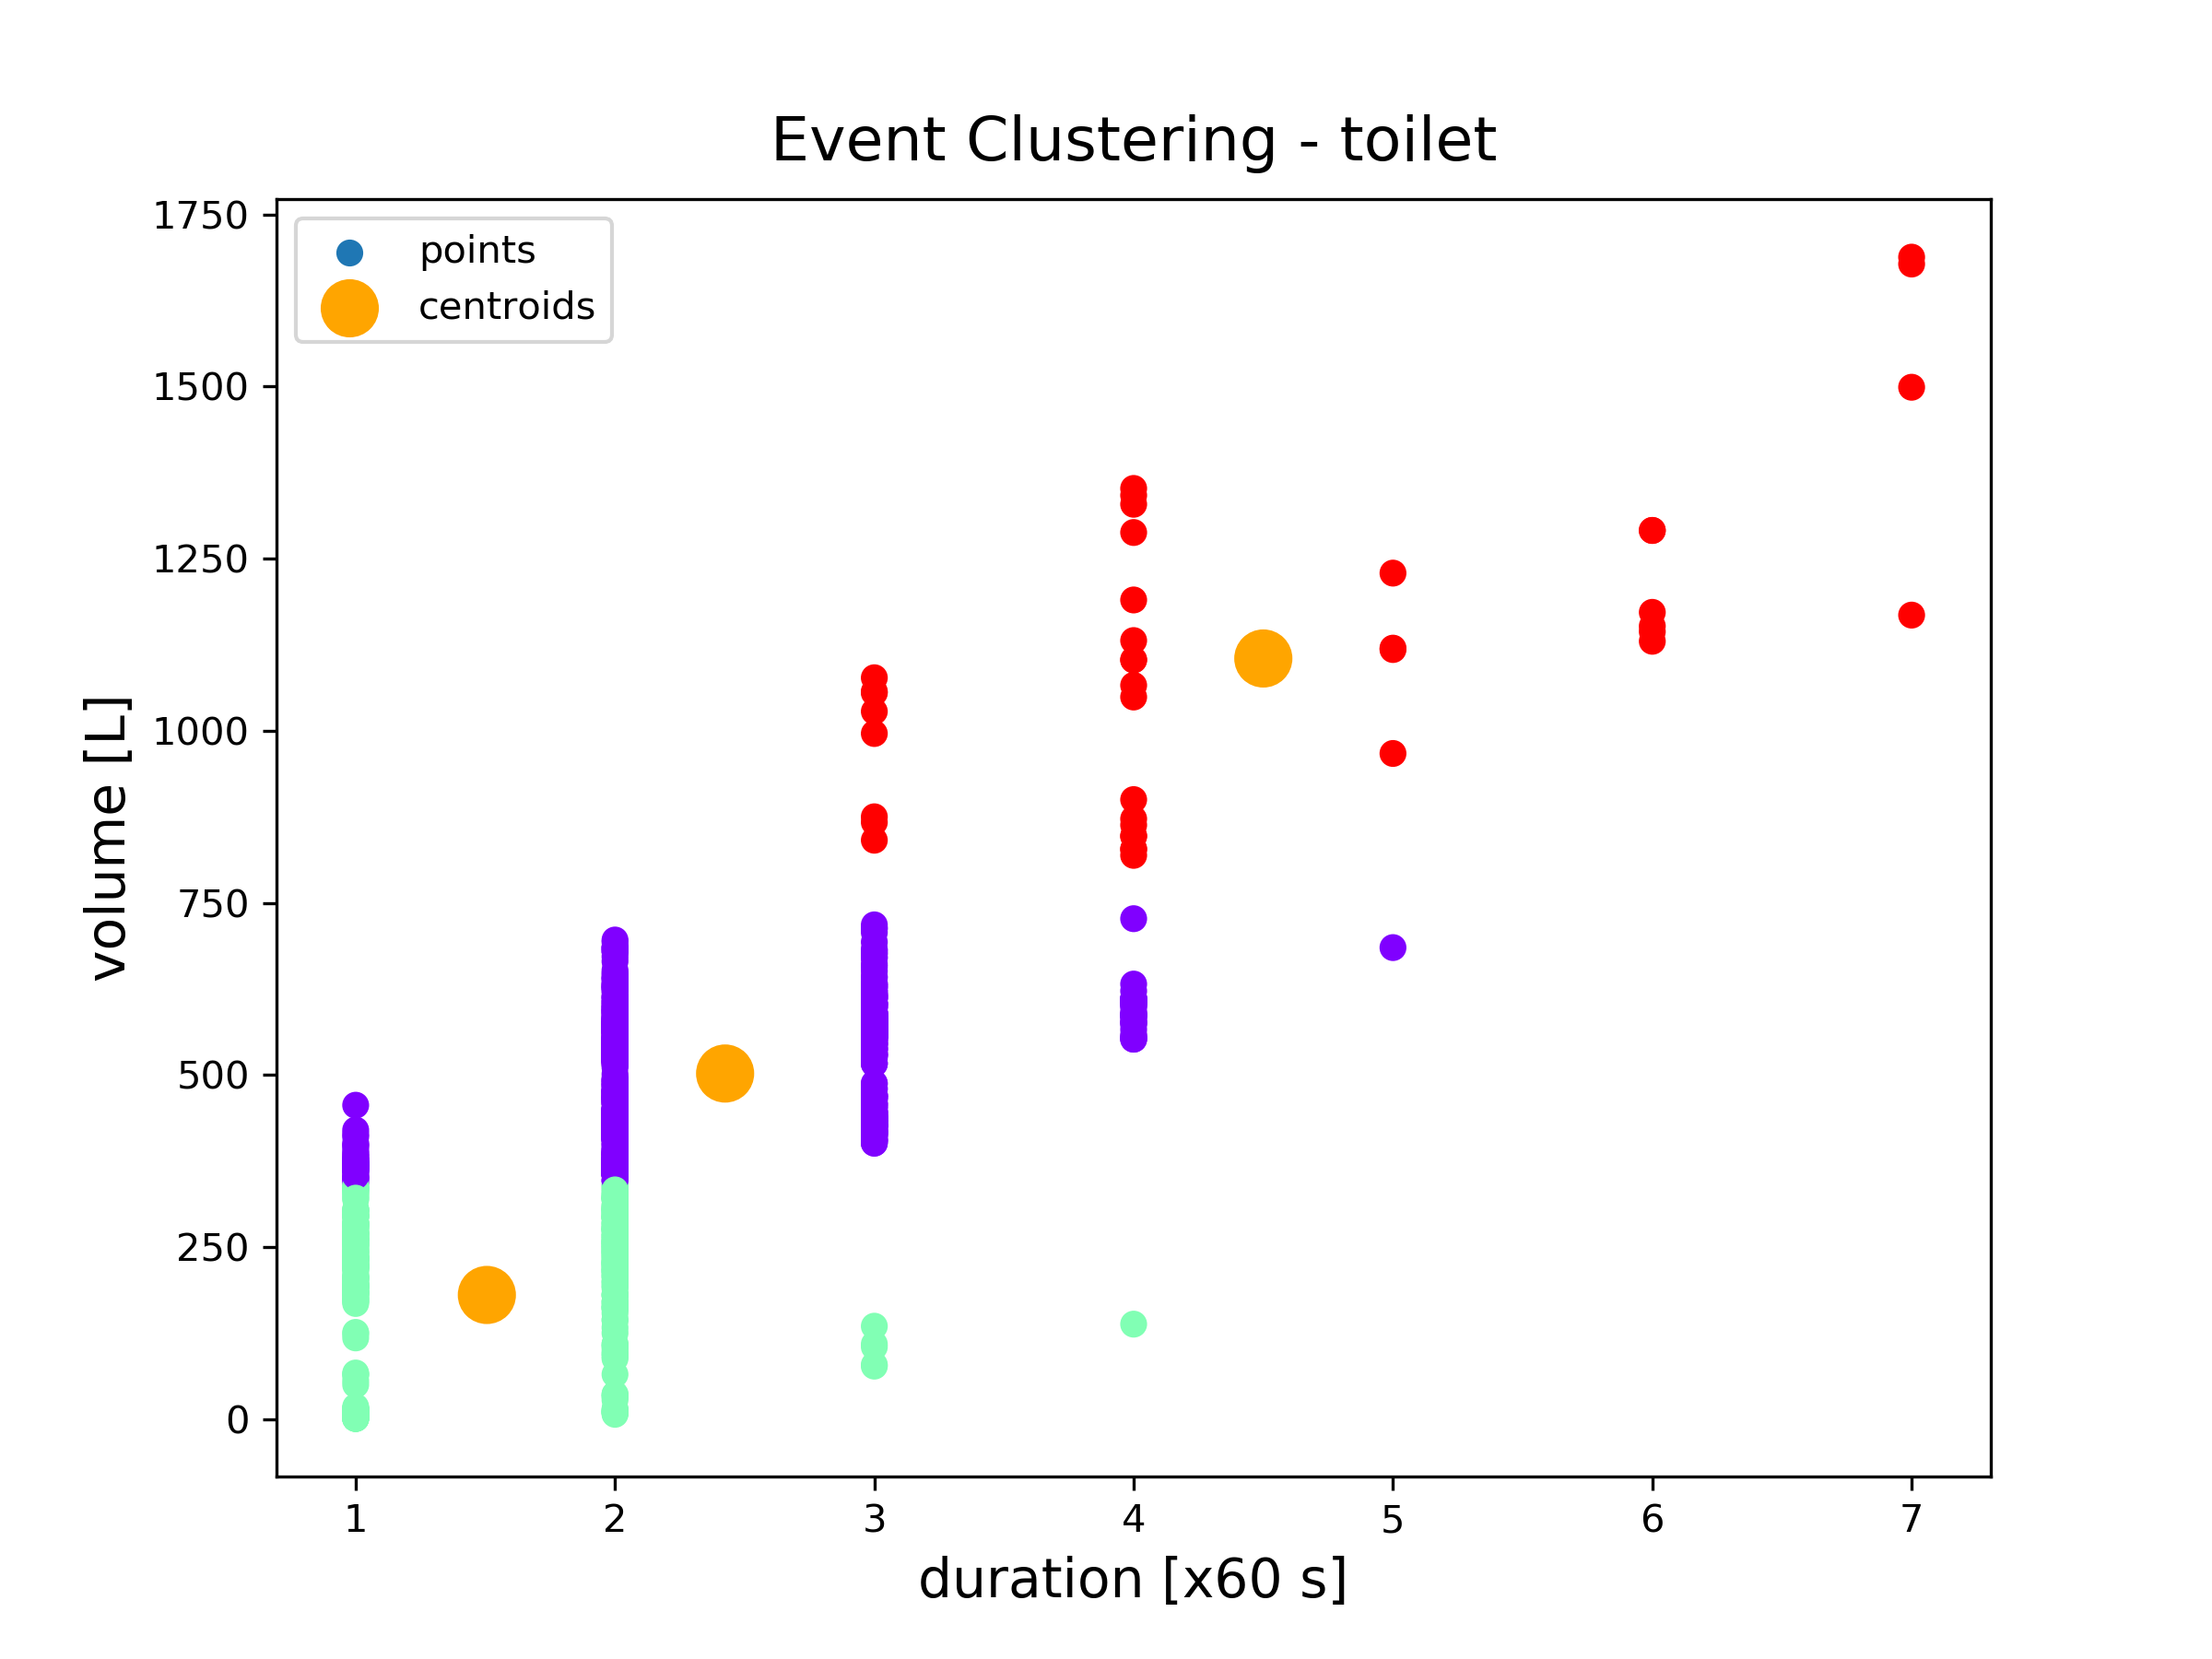 Event Clustering - toilet
points
centroids
volume [L]
1750
1500
1250
1000
750
500
250
0
1 2 3 4 5 6 7
duration [x60 s]